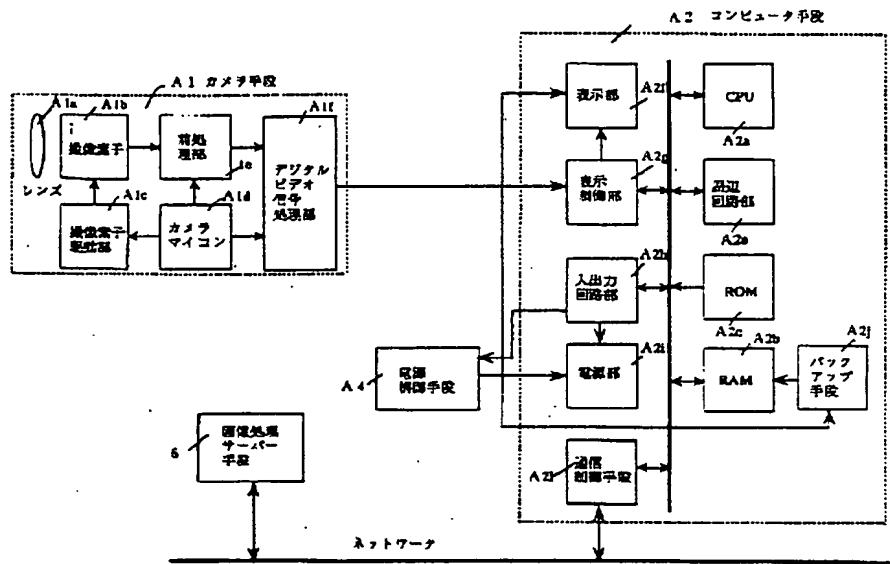 A2 コンピュータ手段
A1 カメラ手段
A1a
A1b
A1f
撮像素子
前処
理部
1e
レンズ
A1c
A1d
撮像素子
駆動部
カメラ
マイコン
デジタル
ビデオ
信号
処理部
表示部
A2f
CPU
A2a
A2g
表示
制御部
周辺
回路部
A2e
A2h
入出力
回路部
ROM
A2c
A2b
A2j
A2i
電源部
RAM
バック
アップ
手段
A4
電源
制御手段
6
画像処理
サーバー
手段
通信
制御手段
ネットワータ